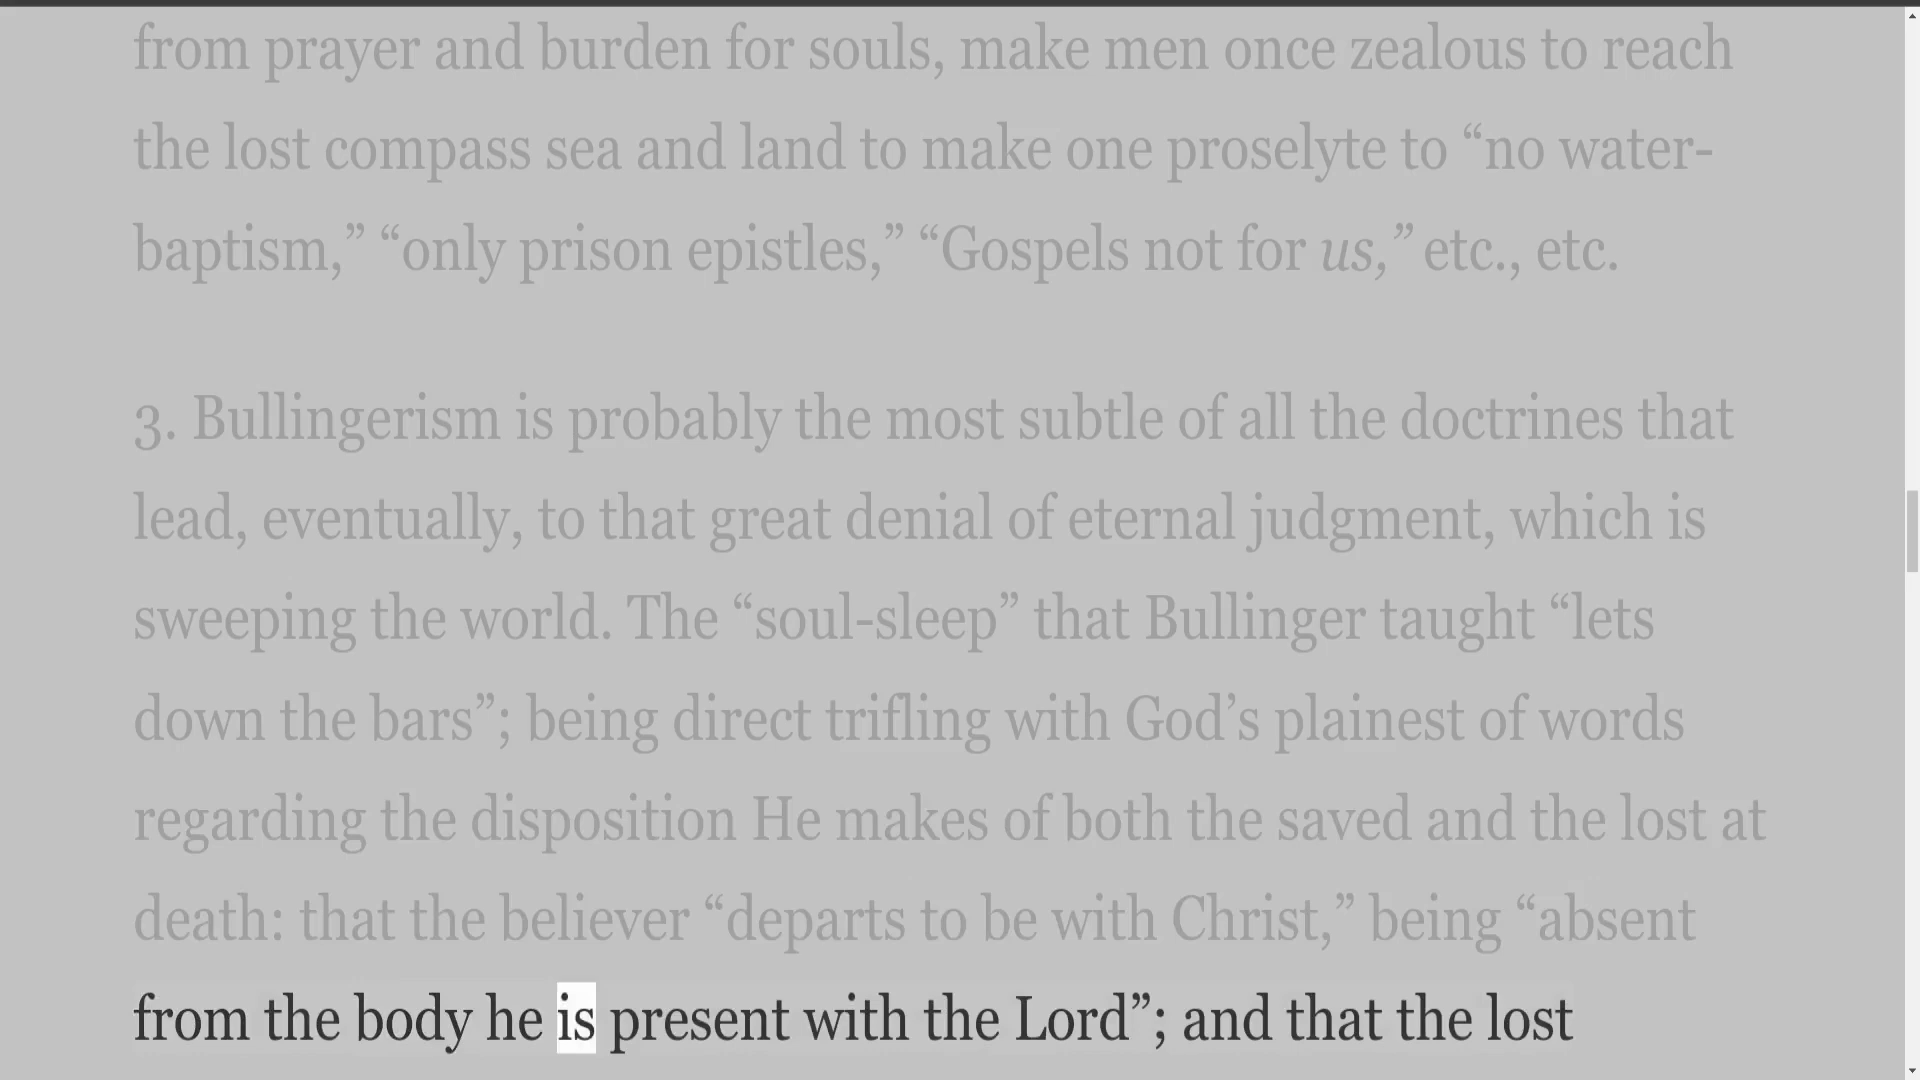 from prayer and burden for souls, make men once zealous to reach
the lost compass sea and land to make one proselyte to “no water-
baptism,” “only prison epistles,” “Gospels not for us,” etc., etc.
3. Bullingerism is probably the most subtle of all the doctrines that
lead, eventually, to that great denial of eternal judgment, which is
sweeping the world. The “soul-sleep” that Bullinger taught “lets
down the bars”; being direct trifling with God’s plainest of words
regarding the disposition He makes of both the saved and the lost at
death: that the believer “departs to be with Christ,” being “absent
from the body he is present with the Lord”; and that the lost